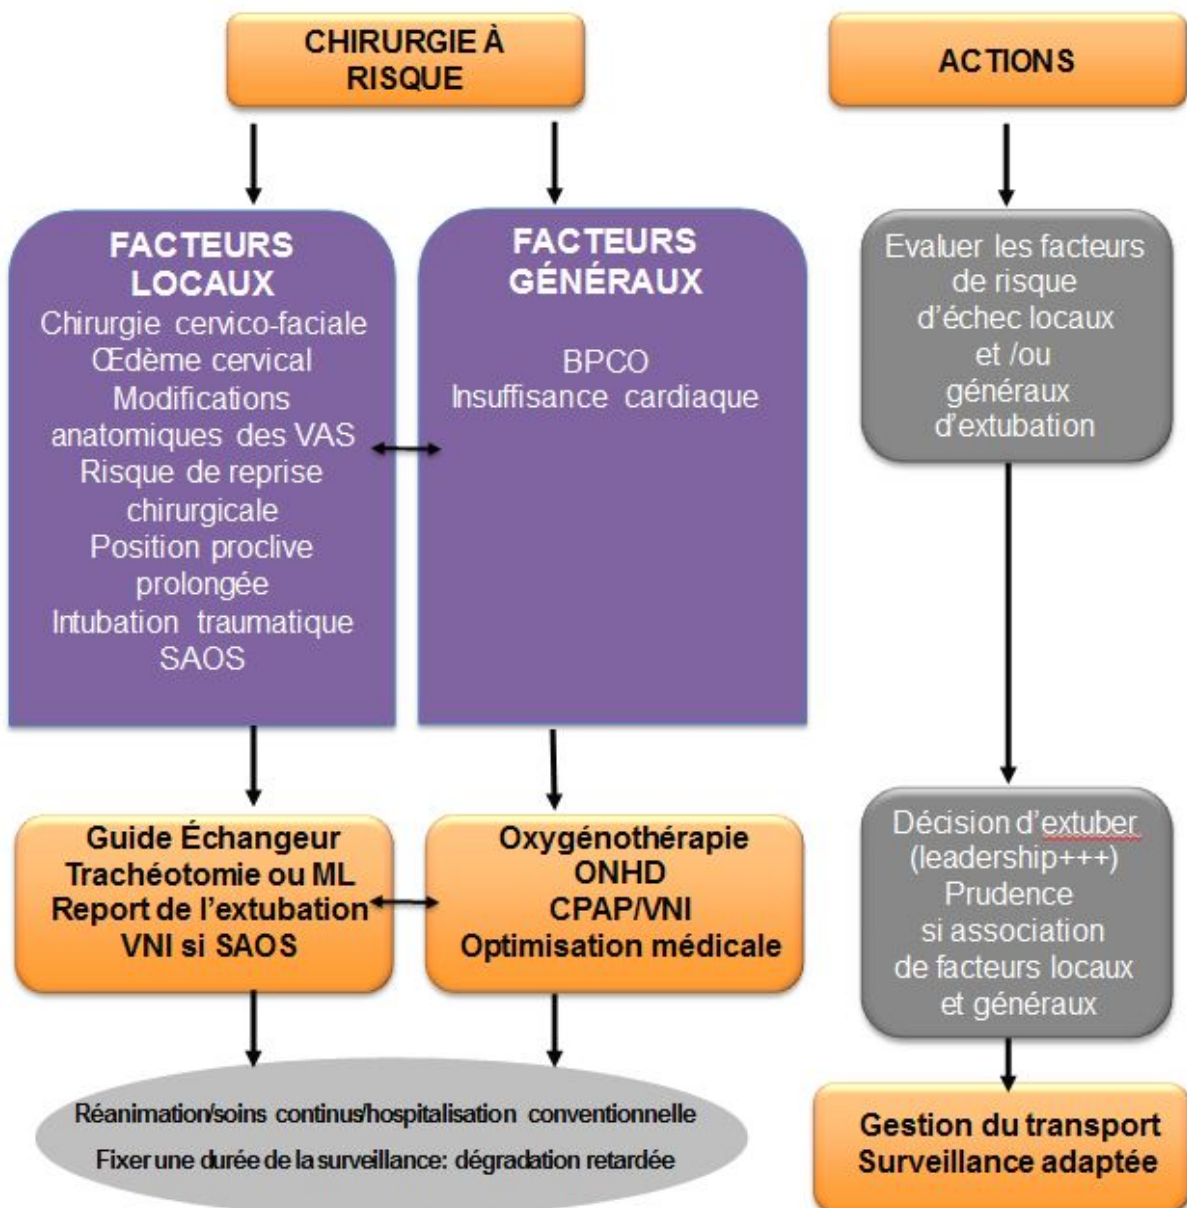 CHIRURGIE À
RISQUE
FACTEURS
LOCAUX
Chirurgie cervico-faciale
Œdème cervical
Modifications
anatomiques des VAS
Risque de reprise
chirurgicale
Position proclive
prolongée
Intubation traumatique
SAOS
FACTEURS
GÉNÉRAUX
BPCO
Insuffisance cardiaque
Guide Échangeur
Trachéotomie ou ML
Report de l'extubation
VNI si SAOS
Oxygénothérapie
ONHD
CPAP/VNI
Optimisation médicale
Réanimation/soins continus/hospitalisation conventionnelle
Fixer une durée de la surveillance: dégradation retardée
ACTIONS
Evaluer les facteurs
de risque
d'échec locaux
et /ou
généraux
d'extubation
Décision d'extuber
(leadership+++)
Prudence
si association
de facteurs locaux
et généraux
Gestion du transport
Surveillance adaptée